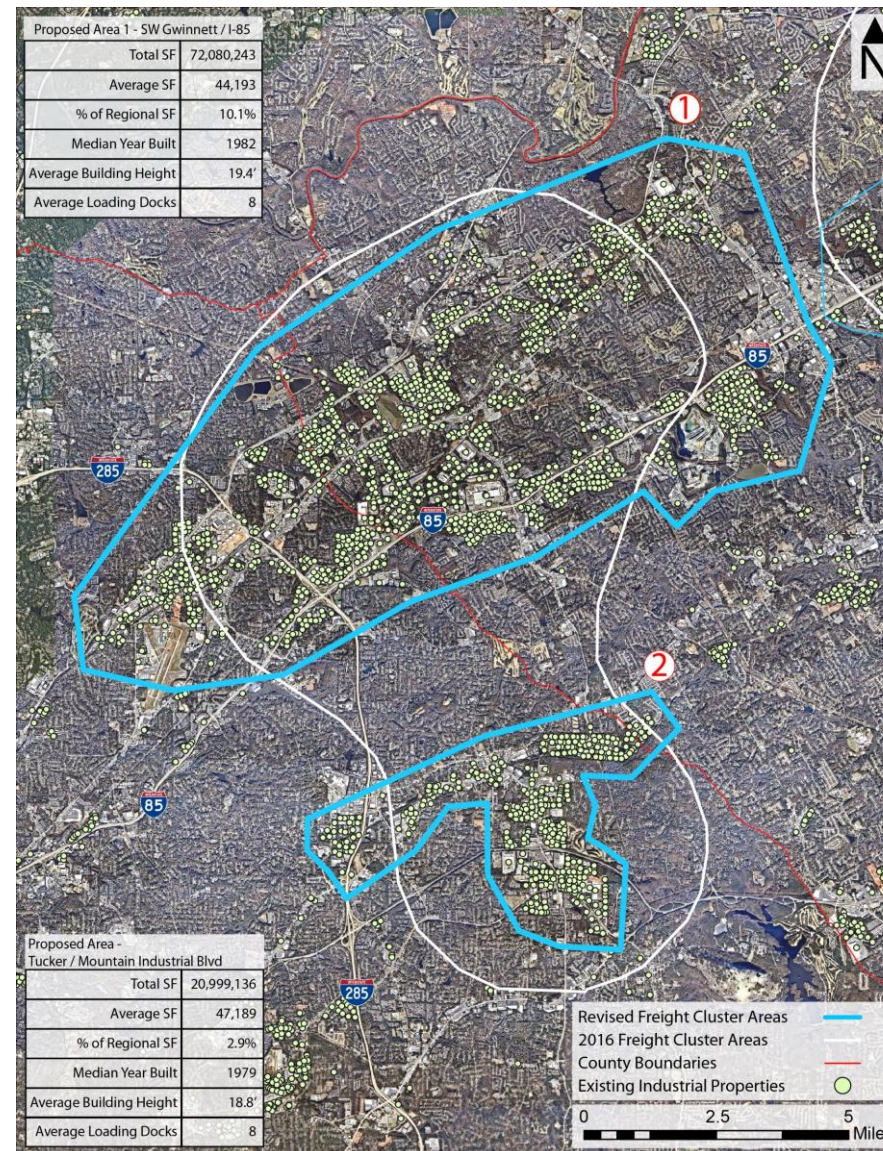 Proposed Area 1 - SW Gwinnett / I-85
Total SF 72,080,243
Average SF 44,193
% of Regional SF 10.1%
Median Year Built 1982
Average Building Height 19.4'
Average Loading Docks 8
N
1
85
285
85
2
85
285
Proposed Area -
Tucker / Mountain Industrial Blvd
Total SF 20,999,136
Average SF 47,189
% of Regional SF 2.9%
Median Year Built 1979
Average Building Height 18.8'
Average Loading Docks 8
Revised Freight Cluster Areas
2016 Freight Cluster Areas
County Boundaries
Existing Industrial Properties
0 2.5 5
Mile